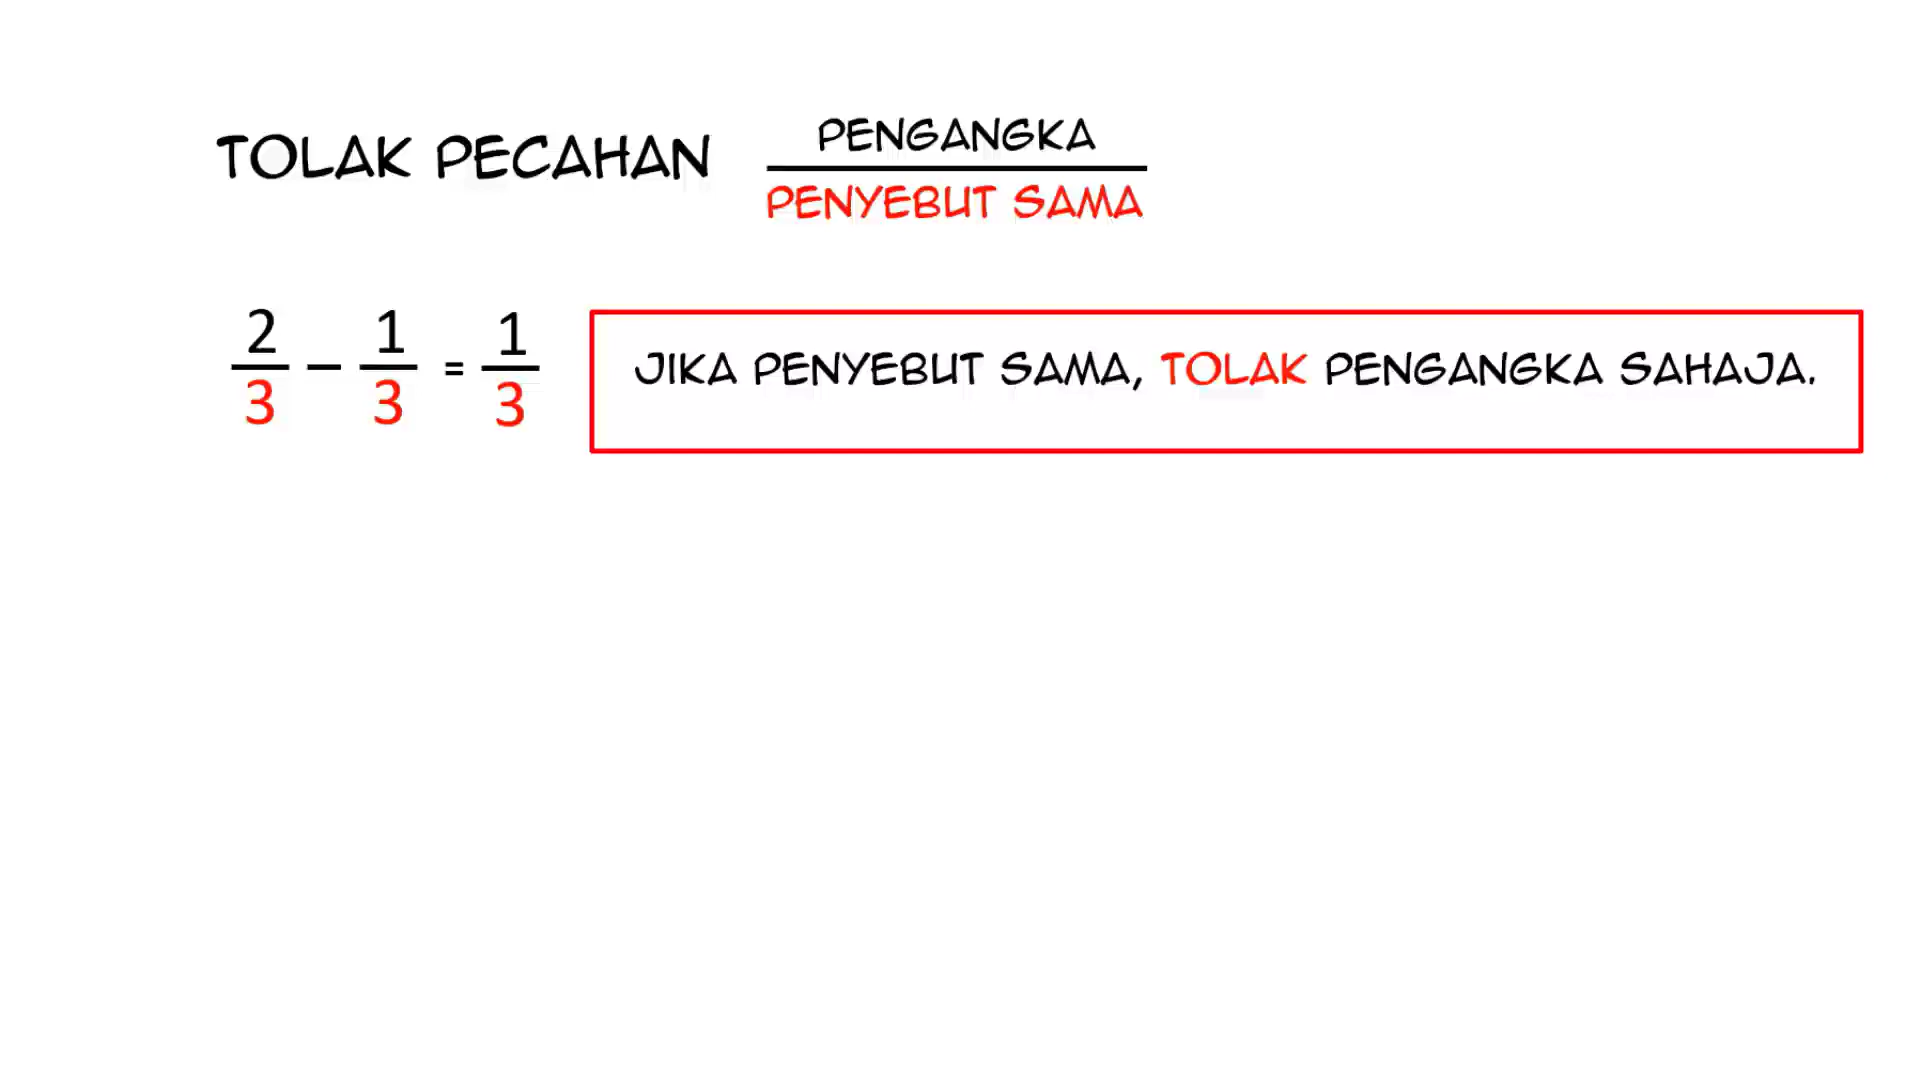 TOLAK PECAHAN
PENGANGKA
PENYEBUT SAMA
2/3 – 1/3 = 1/3
JIKA PENYEBUT SAMA, TOLAK PENGANGKA SAHAJA.